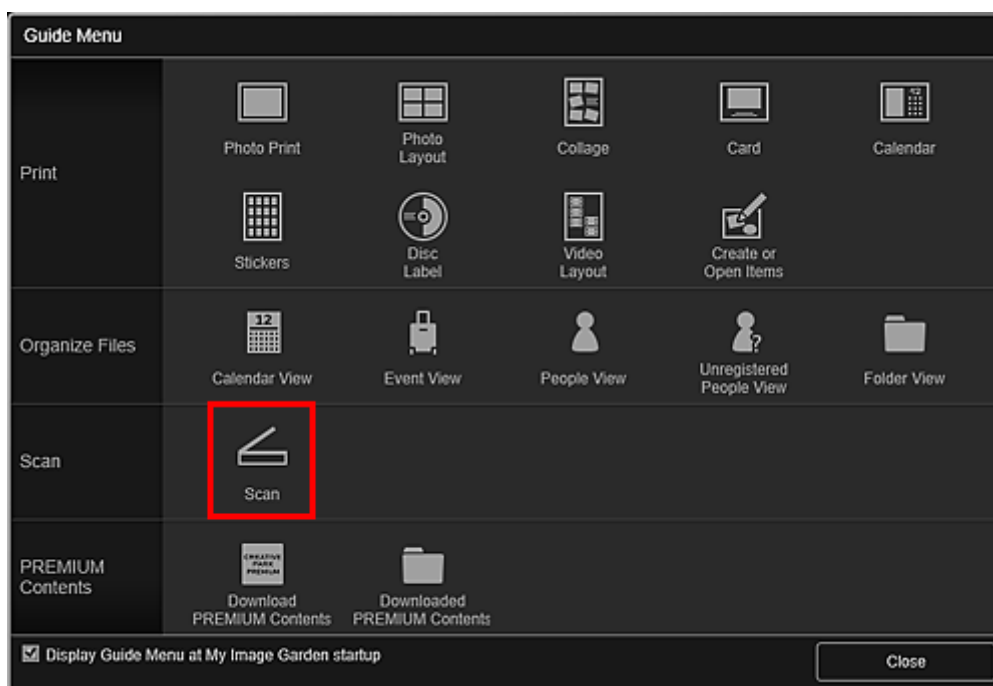 Guide Menu
Print
Photo Print
Photo
Layout
Collage
Card
12
Calendar
Stickers
Disc
Label
Video
Layout
Create or
Open Items
Organize Files
12
Calendar View
Event View
People View
?
Unregistered
People View
Folder View
Scan
Scan
PREMIUM
Contents
CREATIVE
PARK
PREMIUM
Download
PREMIUM Contents
Downloaded
PREMIUM Contents
Display Guide Menu at My Image Garden startup
Close